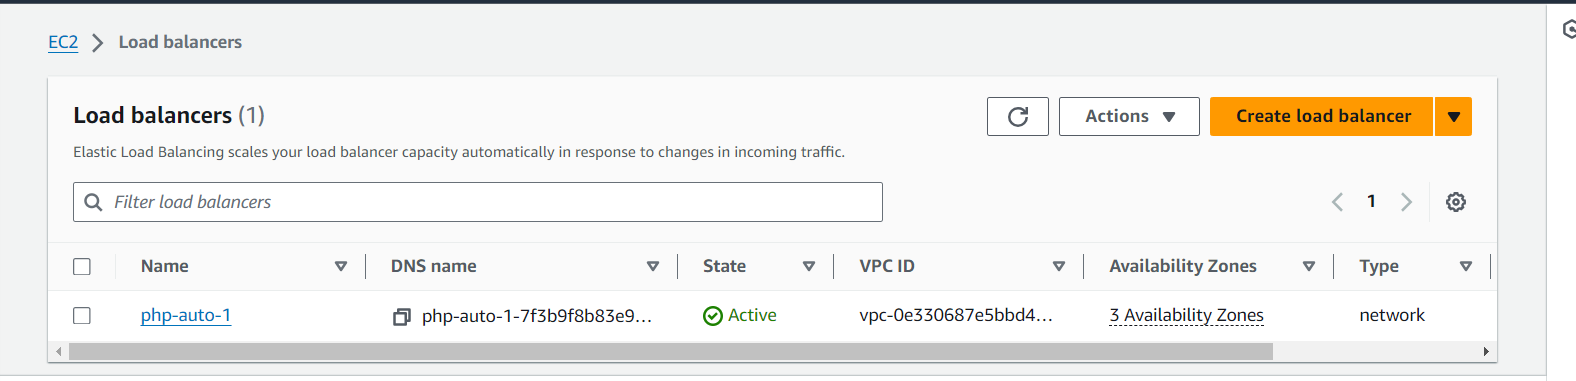 EC2 Load balancers
Load balancers (1)
Actions
Create load balancer
Elastic Load Balancing scales your load balancer capacity automatically in response to changes in incoming traffic.
Filter load balancers
1
Name DNS name State VPC ID Availability Zones Type
php-auto-1 php-auto-1-7f3b9f8b83e9... Active vpc-0e330687e5bbd4... 3 Availability Zones network